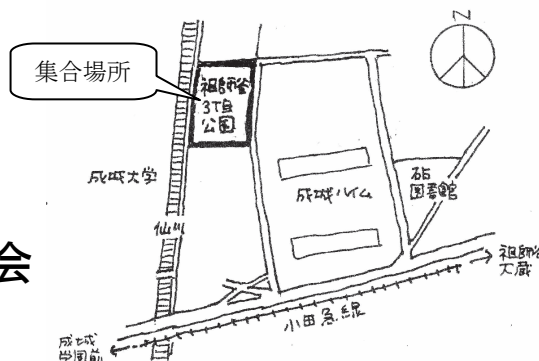 集合場所
祖師谷
3丁目
公園
成城大学
仙川
成城ハイム
砧
図書館
祖師谷
大蔵
小田急線
成城
学園前
会
N